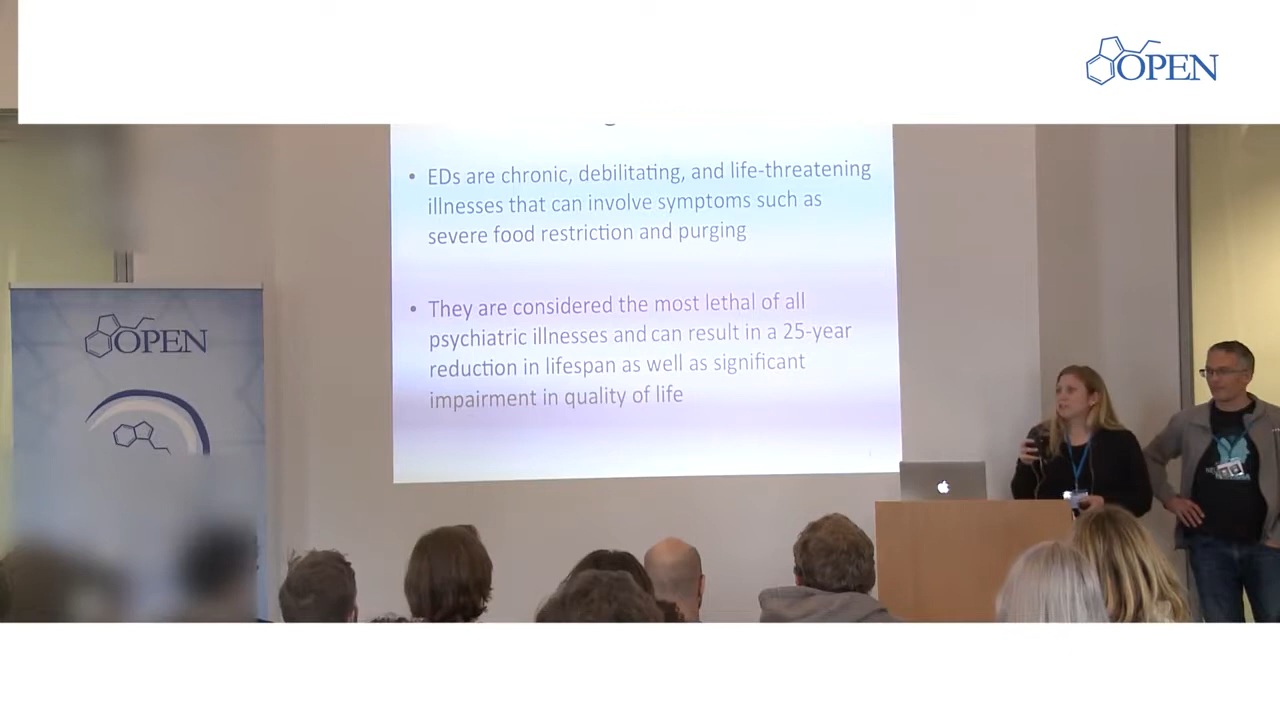 OPEN
• EDs are chronic, debilitating, and life-threatening
illnesses that can involve symptoms such as
severe food restriction and purging
• They are considered the most lethal of all
psychiatric illnesses and can result in a 25-year
reduction in lifespan as well as significant
impairment in quality of life
OPEN